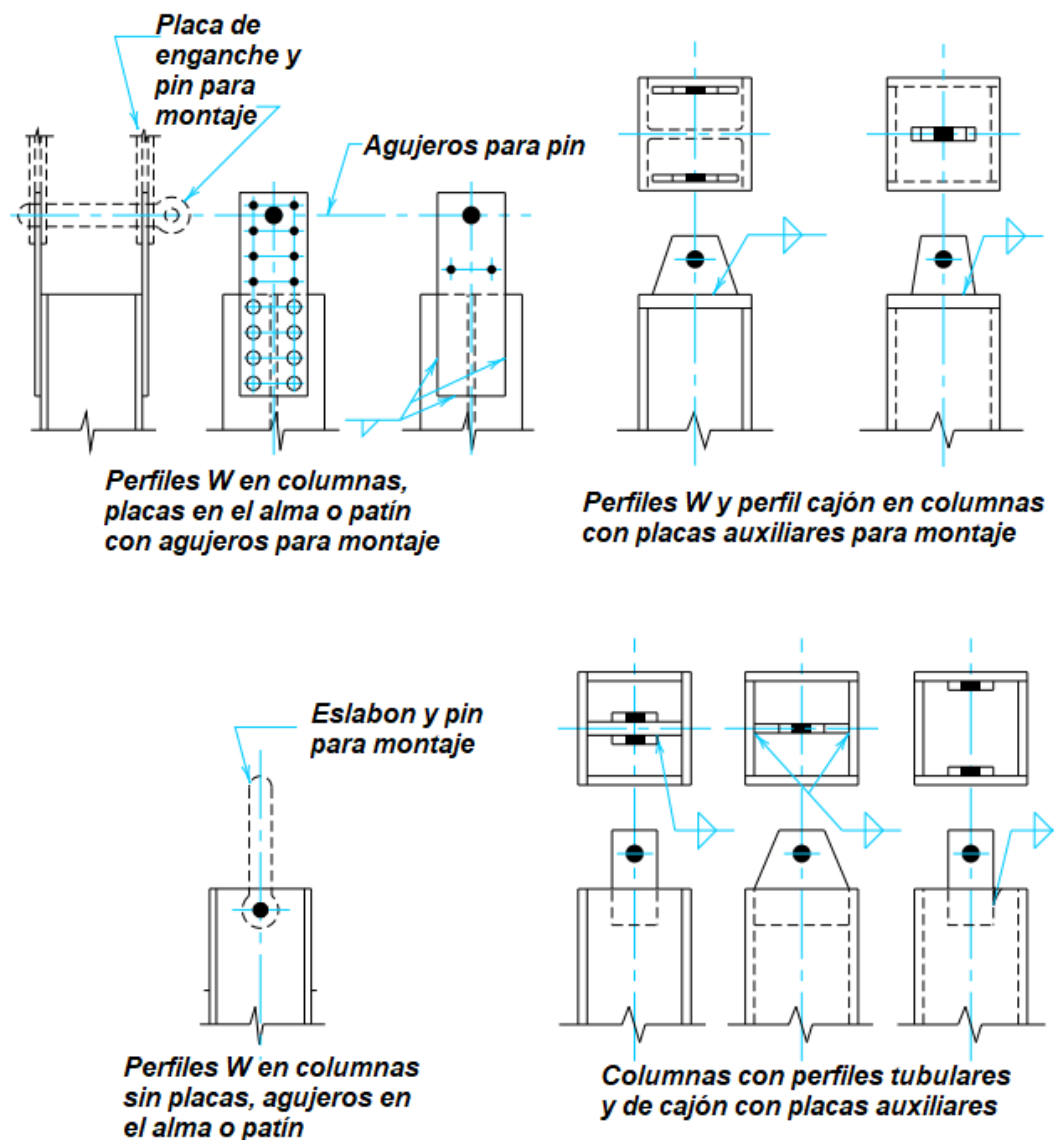 Placa de
enganche y
pin para
montaje
Agujeros para pin
Perfiles W en columnas,
placas en el alma o patín
con agujeros para montaje
Perfiles W y perfil cajón en columnas
con placas auxiliares para montaje
Eslabon y pin
para montaje
Perfiles W en columnas
sin placas, agujeros en
el alma o patín
Columnas con perfiles tubulares
y de cajón con placas auxiliares